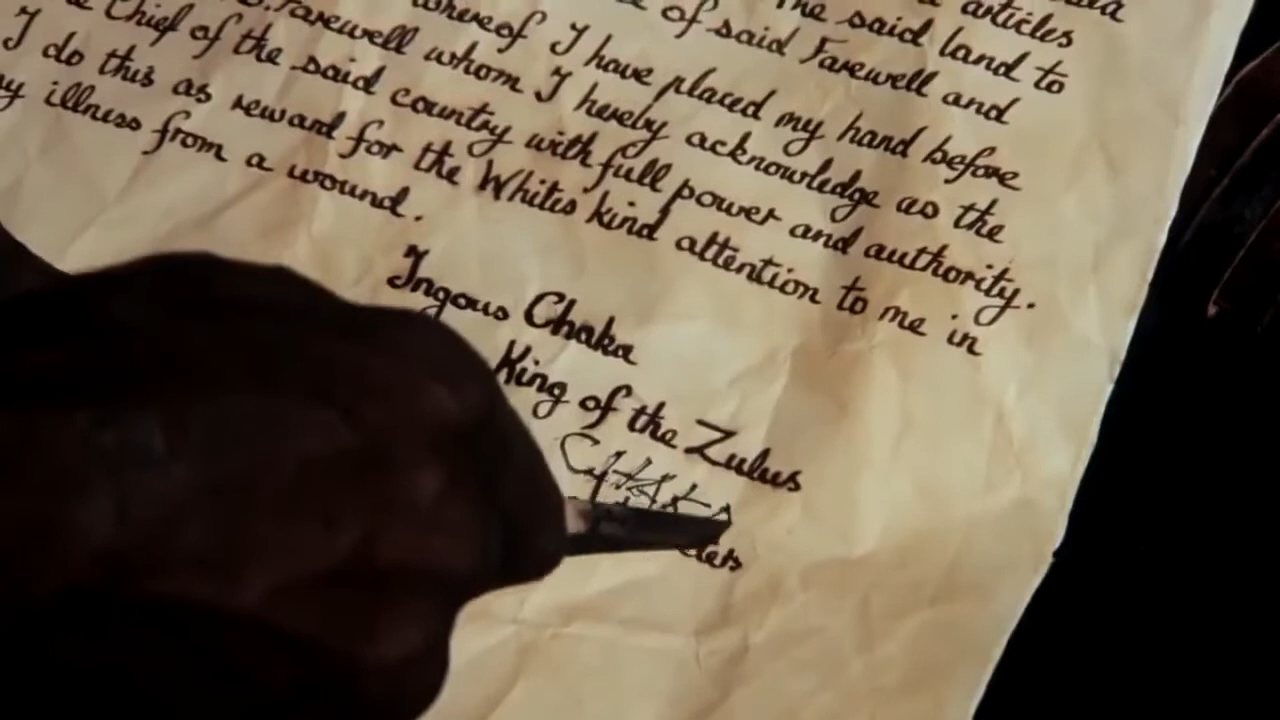 articles
the said land to
of said Farewell and
whereof I have placed my hand before
Farewell whom I hereby acknowledge as the
Chief of the said country with full power and authority.
I do this as reward for the Whites kind attention to me in
illness from a wound.
Ingous Chaka
King of the Zulus